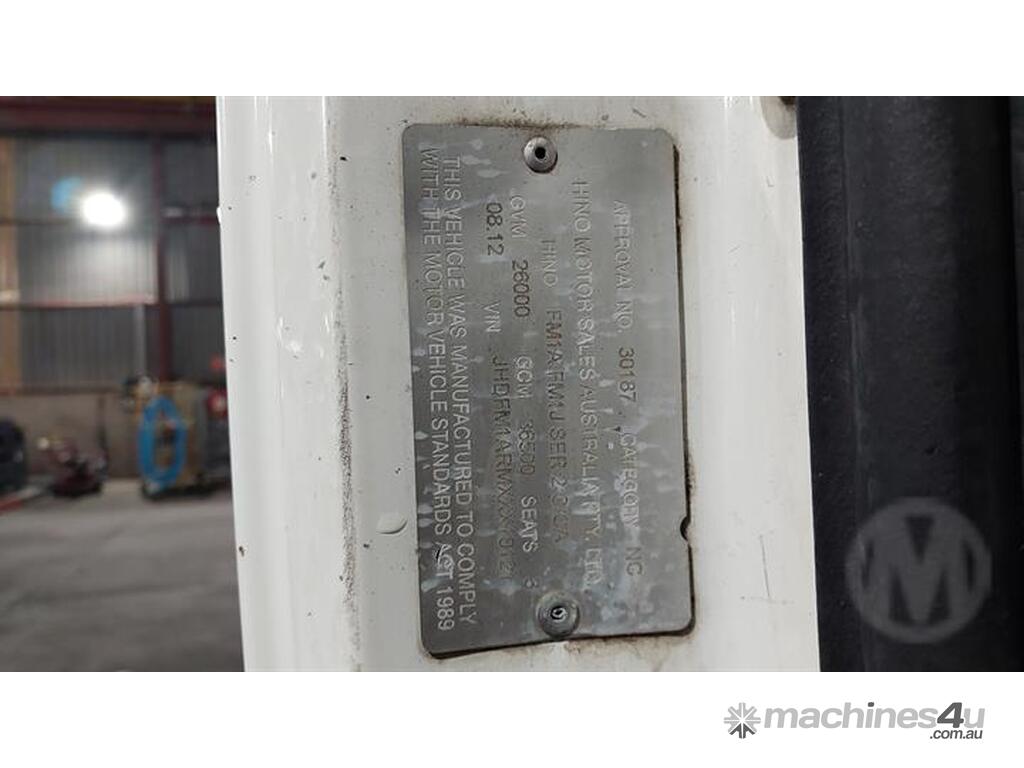 APPROVAL NO. 30187 CATEGORY NC
HINO MOTOR SALES AUSTRALIA PTY. LTD.
HINO FM1A FM1J SER 2
GVM 26000 GCM 36500 SEATS 3
08.12 VIN
THIS VEHICLE WAS MANUFACTURED TO COMPLY
WITH THE MOTOR VEHICLE STANDARDS ACT 1989
M
machines4u
.com.au